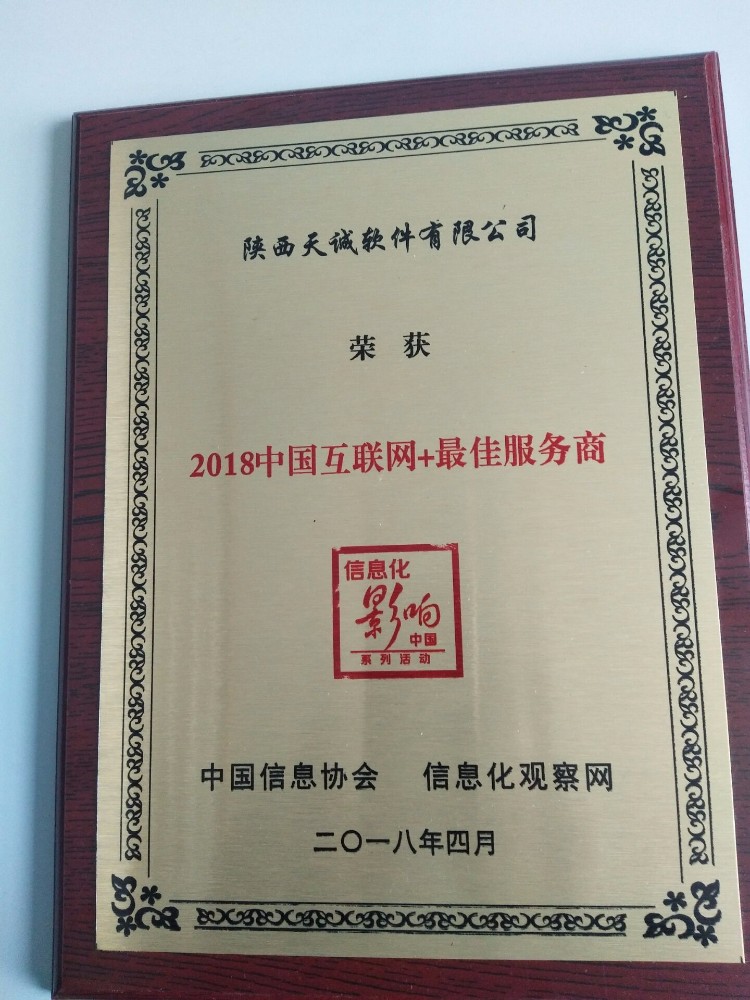 陕西天诚软件有限公司
荣 获
2018中国互联网+最佳服务商
信息化
影响
中国
系列活动
中国信息协会 信息化观察网
二〇一八年四月